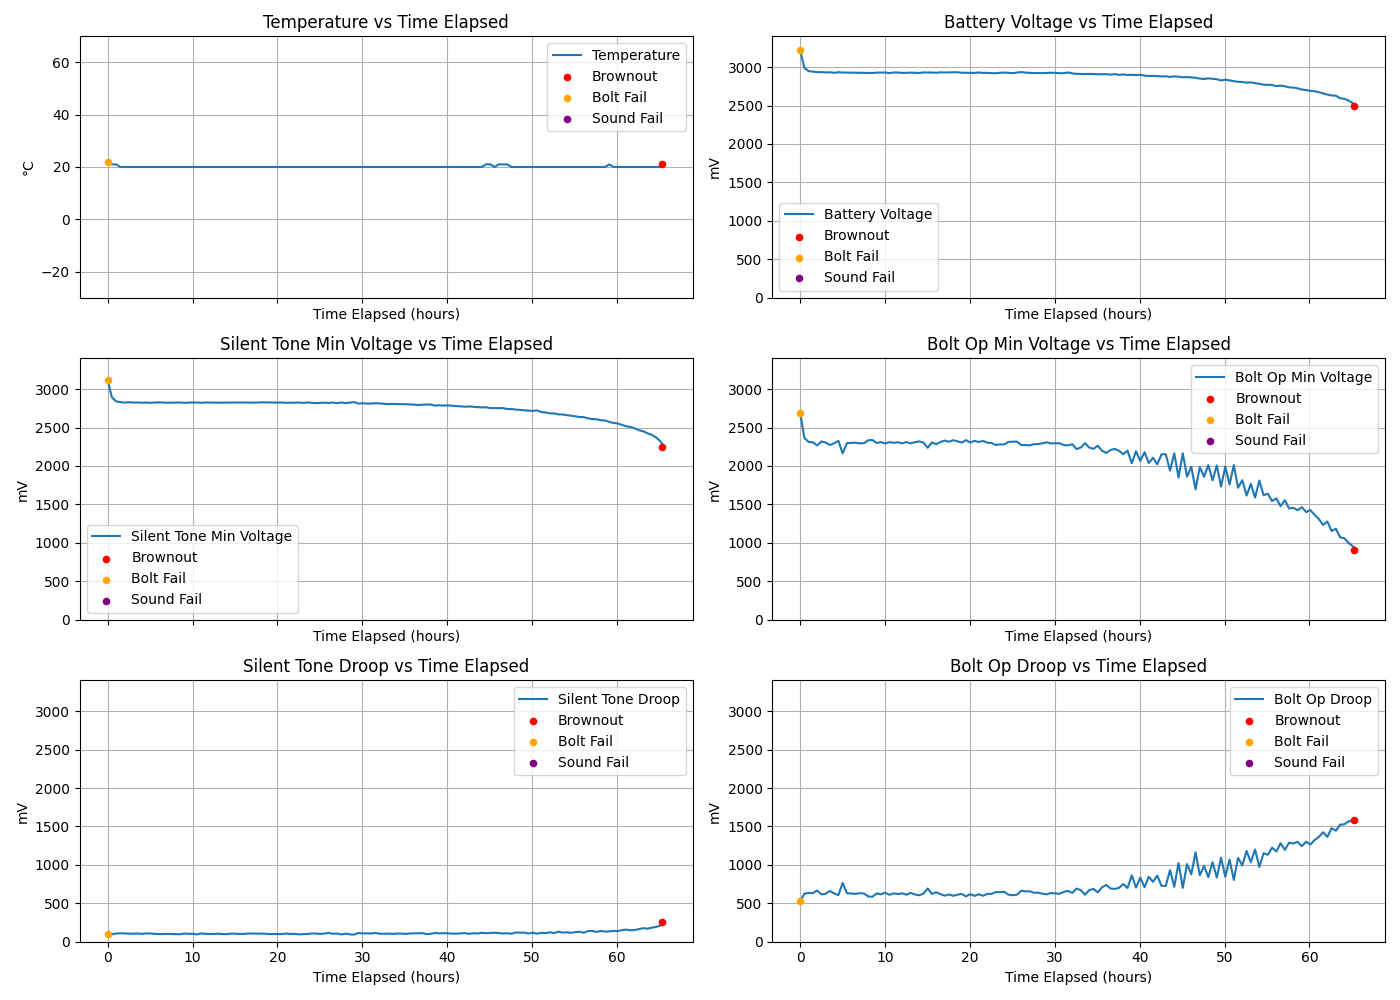 Temperature vs Time Elapsed
60
40
20
0
−20
°C
Temperature
Brownout
Bolt Fail
Sound Fail
Time Elapsed (hours)
Battery Voltage vs Time Elapsed
3000
2500
2000
1500
1000
500
0
mV
Battery Voltage
Brownout
Bolt Fail
Sound Fail
Time Elapsed (hours)
Silent Tone Min Voltage vs Time Elapsed
3000
2500
2000
1500
1000
500
0
mV
Silent Tone Min Voltage
Brownout
Bolt Fail
Sound Fail
Time Elapsed (hours)
Bolt Op Min Voltage vs Time Elapsed
3000
2500
2000
1500
1000
500
0
mV
Bolt Op Min Voltage
Brownout
Bolt Fail
Sound Fail
Time Elapsed (hours)
Silent Tone Droop vs Time Elapsed
3000
2500
2000
1500
1000
500
0
mV
Silent Tone Droop
Brownout
Bolt Fail
Sound Fail
0 10 20 30 40 50 60
Time Elapsed (hours)
Bolt Op Droop vs Time Elapsed
3000
2500
2000
1500
1000
500
0
mV
Bolt Op Droop
Brownout
Bolt Fail
Sound Fail
0 10 20 30 40 50 60
Time Elapsed (hours)